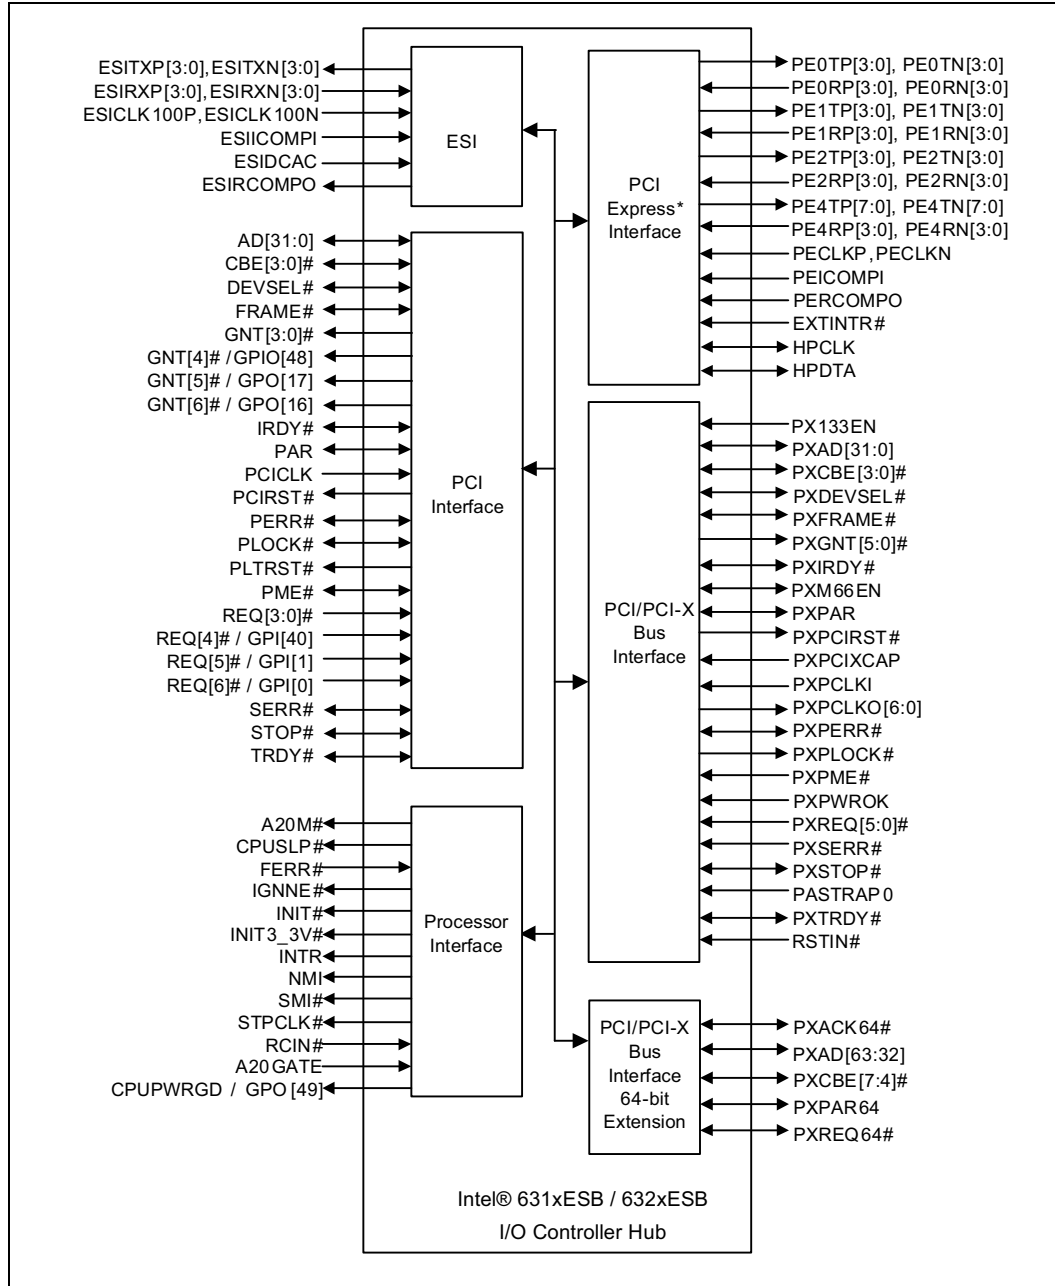 ESITXP[3:0],ESITXN[3:0]
ESIRXP[3:0],ESIRXN[3:0]
ESICLK100P,ESICLK100N
ESIICOMPI
ESIDCAC
ESIRCOMPO
ESI
AD[31:0]
CBE[3:0]#
DEVSEL#
FRAME#
GNT[3:0]#
GNT[4]# /GPIO[48]
GNT[5]# / GPO[17]
GNT[6]# / GPO[16]
IRDY#
PAR
PCICLK
PCIRST#
PERR#
PLOCK#
PLTRST#
PME#
REQ[3:0]#
REQ[4]# / GPI[40]
REQ[5]# / GPI[1]
REQ[6]# / GPI[0]
SERR#
STOP#
TRDY#
PCI
Interface
A20M#
CPUSLP#
FERR#
IGNNE#
INIT#
INIT3_3V#
INTR
NMI
SMI#
STPCLK#
RCIN#
A20GATE
CPUPWRGD / GPO[49]
Processor
Interface
PCI
Express*
Interface
PE0TP[3:0], PE0TN[3:0]
PE0RP[3:0], PE0RN[3:0]
PE1TP[3:0], PE1TN[3:0]
PE1RP[3:0], PE1RN[3:0]
PE2TP[3:0], PE2TN[3:0]
PE2RP[3:0], PE2RN[3:0]
PE4TP[7:0], PE4TN[7:0]
PE4RP[3:0], PE4RN[3:0]
PECLKP,PECLKN
PEICOMPI
PERCOMPO
EXTINTR#
HPCLK
HPDTA
PCI/PCI-X
Bus
Interface
PX133EN
PXAD[31:0]
PXCBE[3:0]#
PXDEVSEL#
PXFRAME#
PXGNT[5:0]#
PXIRDY#
PXM66EN
PXPAR
PXPCIRST#
PXPCIXCAP
PXPCLKI
PXPCLKO[6:0]
PXPERR#
PXPLOCK#
PXPME#
PXPWROK
PXREQ[5:0]#
PXSERR#
PXSTOP#
PASTRAP0
PXTRDY#
RSTIN#
PCI/PCI-X
Bus
Interface
64-bit
Extension
PXACK64#
PXAD[63:32]
PXCBE[7:4]#
PXPAR64
PXREQ64#
Intel® 631xESB / 632xESB
I/O Controller Hub